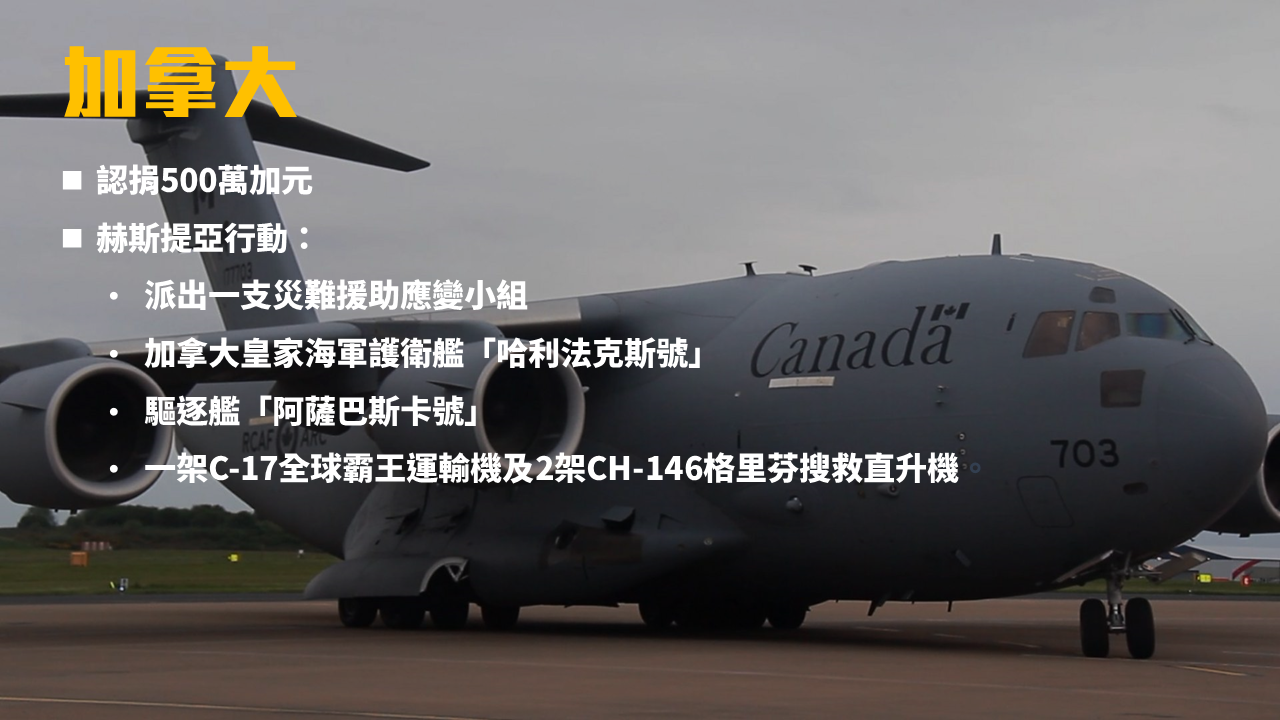 加拿大
認捐500萬加元
赫斯提亞行動：
派出一支災難援助應變小組
加拿大皇家海軍護衛艦「哈利法克斯號」
驅逐艦「阿薩巴斯卡號」
一架C-17全球霸王運輸機及2架CH-146格里芬搜救直升機
177703
Canada
RCAF ARC
703